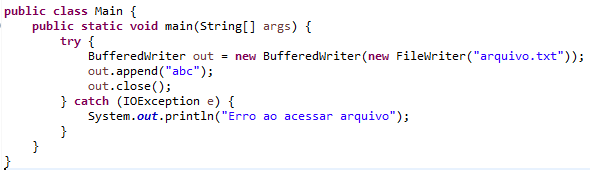 public class Main {
    public static void main(String[] args) {
        try {
            BufferedWriter out = new BufferedWriter(new FileWriter("arquivo.txt"));
            out.append("abc");
            out.close();
        } catch (IOException e) {
            System.out.println("Erro ao acessar arquivo");
        }
    }
}